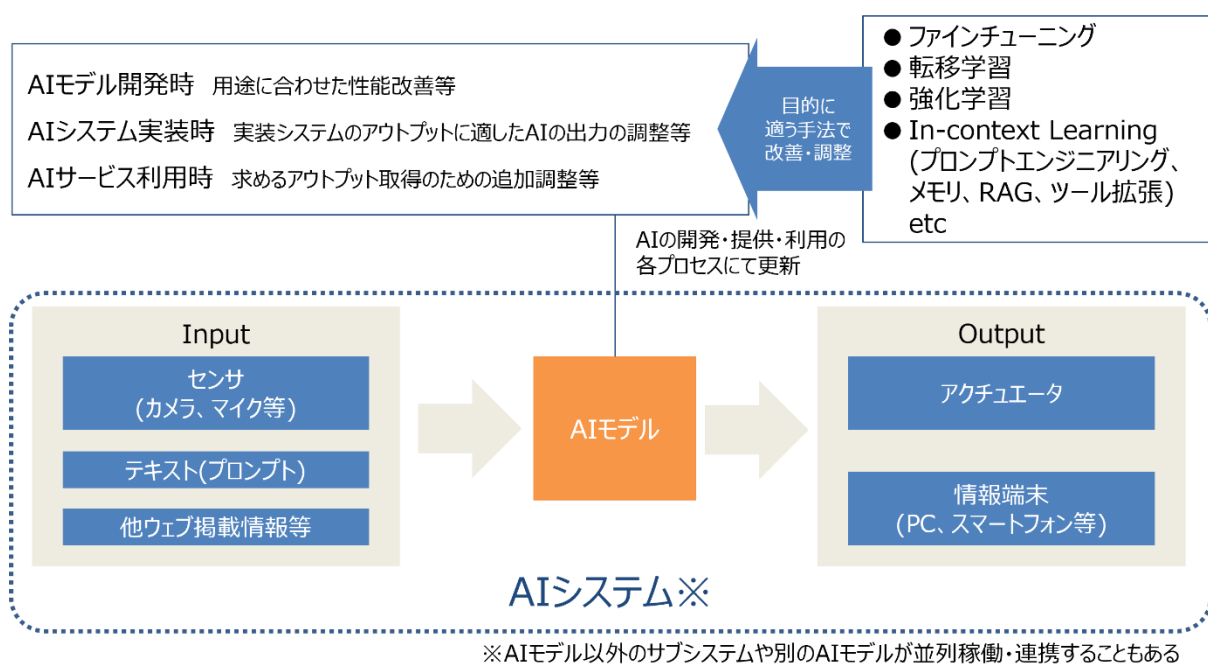 AIモデル開発時 用途に合わせた性能改善等
AIシステム実装時 実装システムのアウトプットに適したAIの出力の調整等
AIサービス利用時 求めるアウトプット取得のための追加調整等
目的に
適う手法で
改善・調整
● ファインチューニング
● 転移学習
● 強化学習
● In-context Learning
(プロンプトエンジニアリング、
メモリ、RAG、ツール拡張)
etc
AIの開発・提供・利用の
各プロセスにて更新
Input
センサ
(カメラ、マイク等)
テキスト(プロンプト)
他ウェブ掲載情報等
AIモデル
Output
アクチュエータ
情報端末
(PC、スマートフォン等)
AIシステム※
※AIモデル以外のサブシステムや別のAIモデルが並列稼働・連携することもある